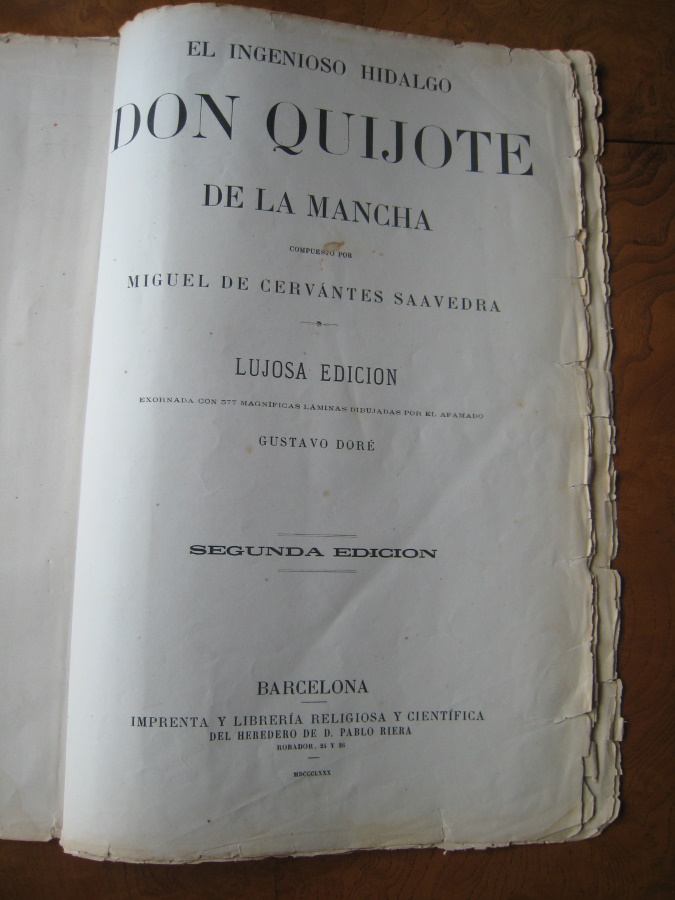 EL INGENIOSO HIDALGO
DON QUIJOTE
DE LA MANCHA
COMPUESTO POR
MIGUEL DE CERVÁNTES SAAVEDRA
LUJOSA EDICION
EXORNADA CON 377 MAGNÍFICAS LÁMINAS DIBUJADAS POR EL AFAMADO
GUSTAVO DORÉ
SEGUNDA EDICION
BARCELONA
IMPRENTA Y LIBRERÍA RELIGIOSA Y CIENTÍFICA
DEL HEREDERO DE D. PABLO RIERA
ROBADOR, 24 Y 26
MDCCCLXXX